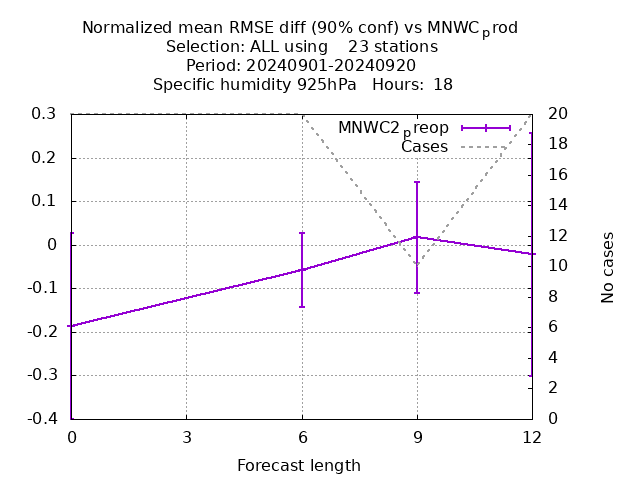 Normalized mean RMSE diff (90% conf) vs MNWCprod
Selection: ALL using    23 stations
Period: 20240901-20240920
Specific humidity 925hPa   Hours:  18
0.3
0.2
0.1
0
-0.1
-0.2
-0.3
-0.4
20
18
16
14
12
10
8
6
4
2
0
MNWC2preop
Cases
No cases
0 3 6 9 12
Forecast length